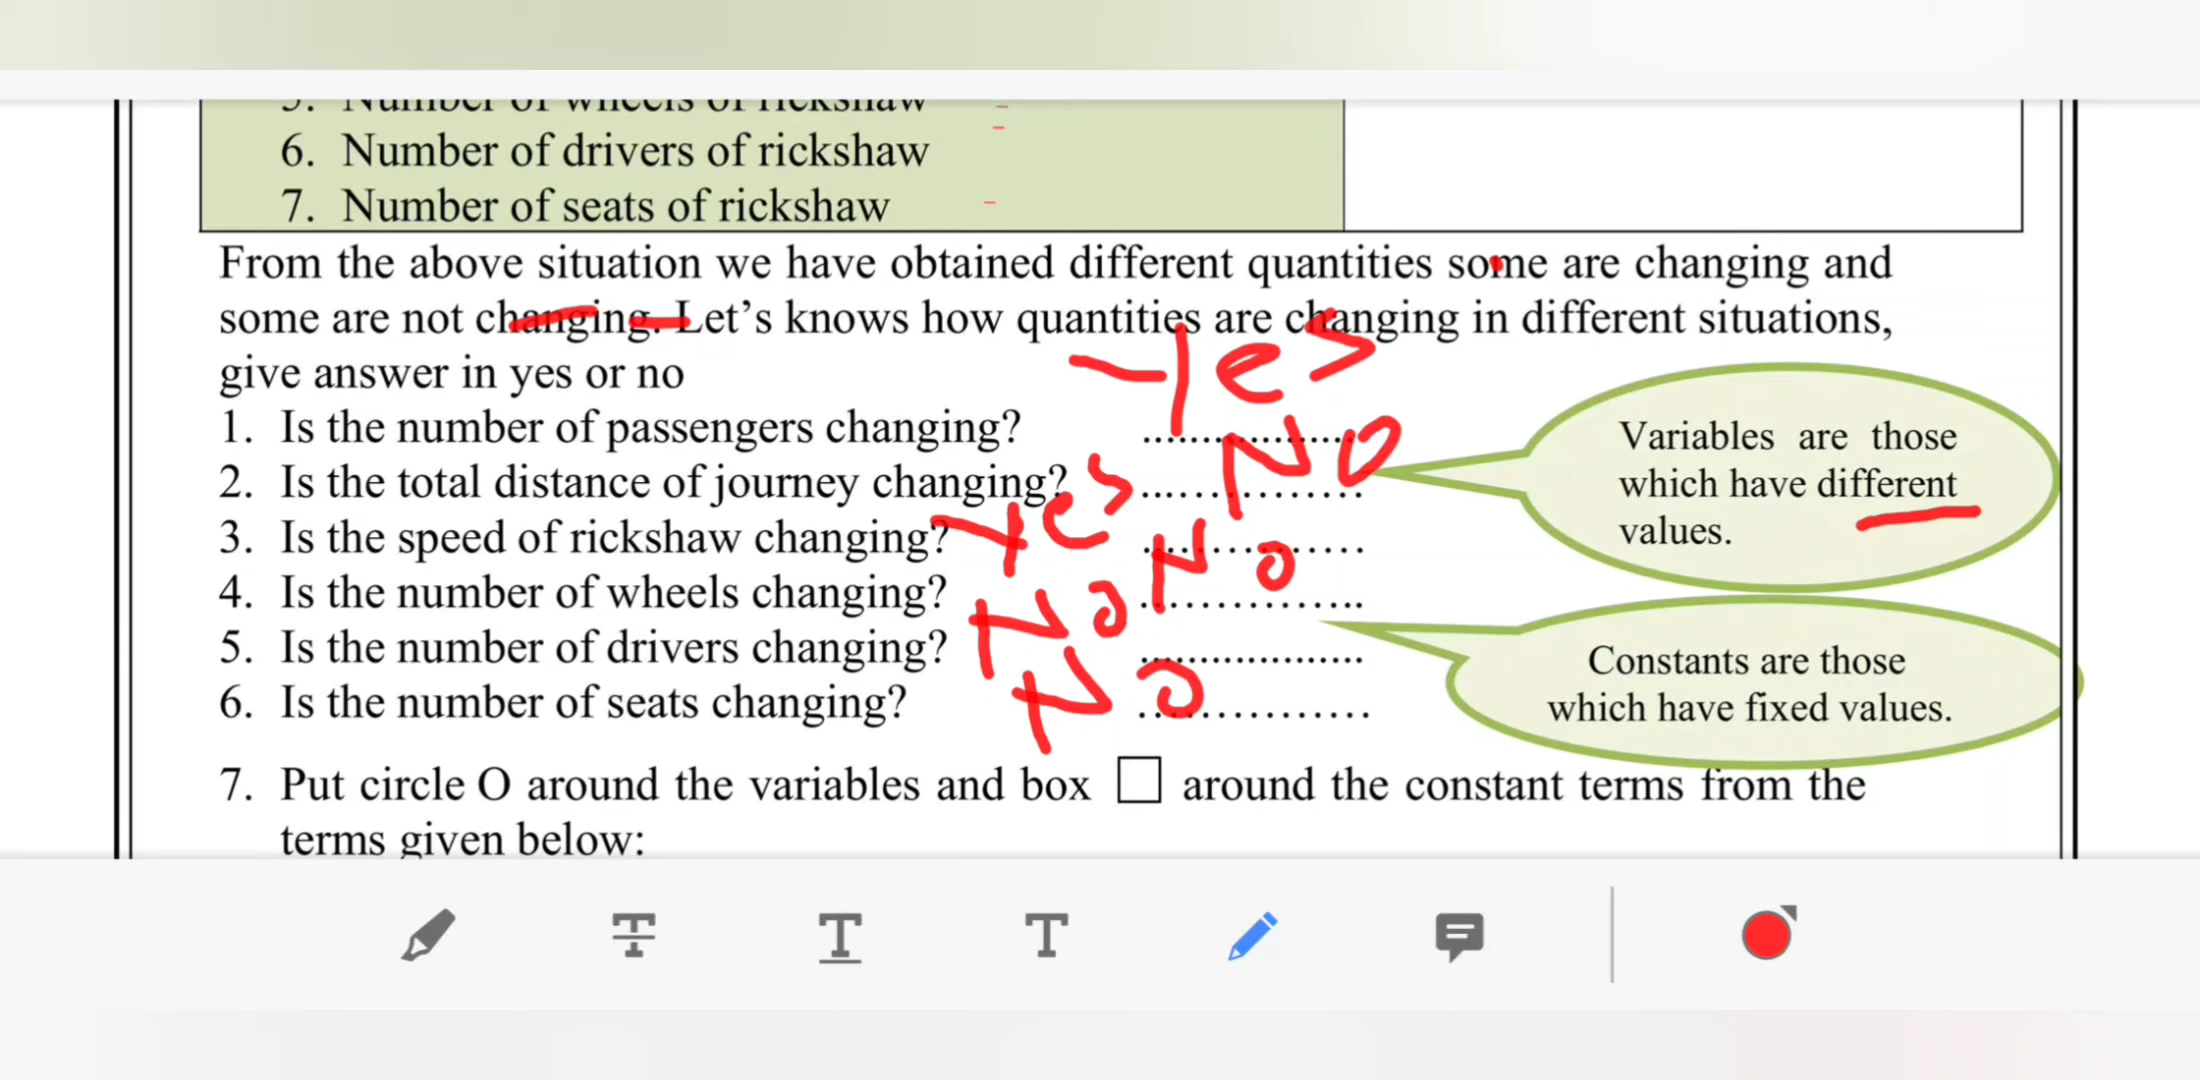 5. Number of wheels of rickshaw
6. Number of drivers of rickshaw
7. Number of seats of rickshaw
From the above situation we have obtained different quantities some are changing and
some are not changing. Let's knows how quantities are changing in different situations,
give answer in yes or no
Yes
1. Is the number of passengers changing? ..................
NO
2. Is the total distance of journey changing? ..................
Yes
3. Is the speed of rickshaw changing? ..................
NO
4. Is the number of wheels changing? ..................
NO
5. Is the number of drivers changing? ..................
NO
6. Is the number of seats changing? ..................
Variables are those
which have different
values.
Constants are those
which have fixed values.
7. Put circle O around the variables and box □ around the constant terms from the
terms given below: